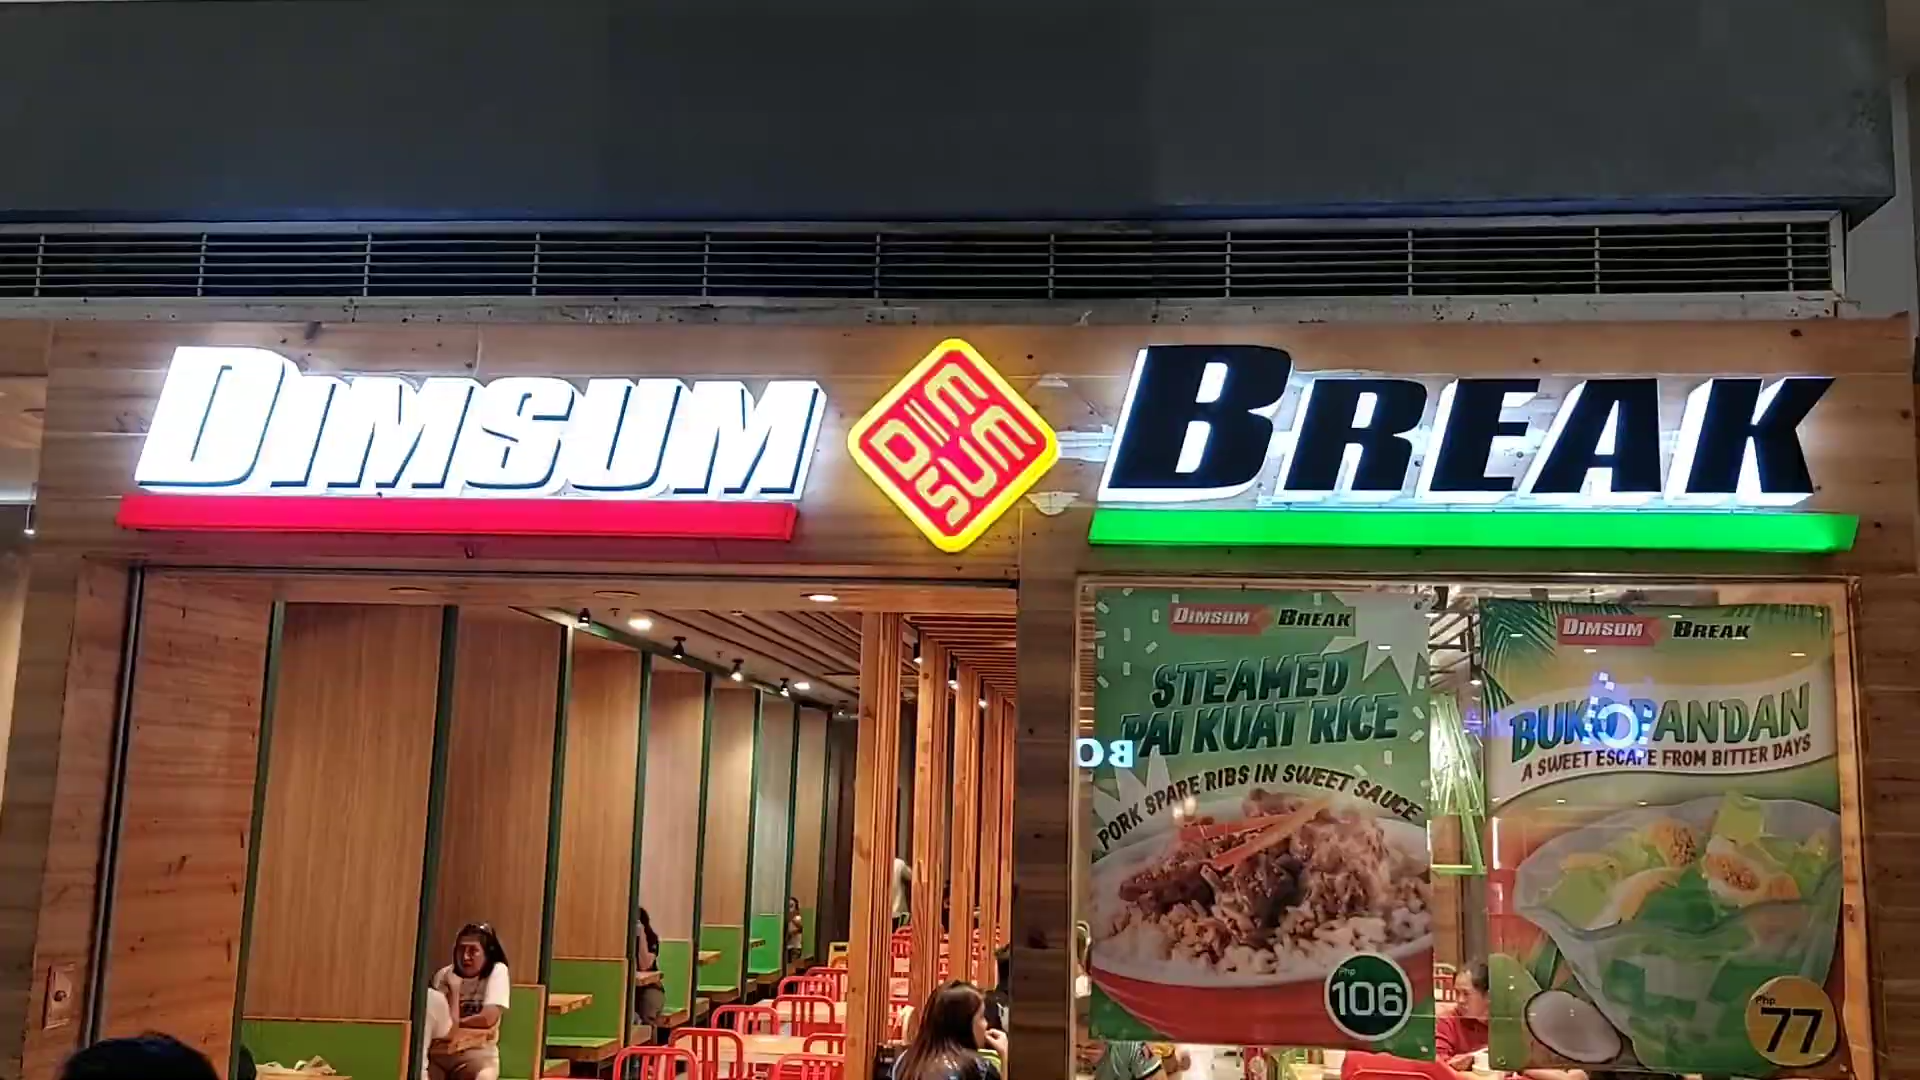 DIMSUM
DIM
SUM
BREAK
DIMSUM BREAK
STEAMED
PAI KUAT RICE
PORK SPARE RIBS IN SWEET SAUCE
Php
106
DIMSUM BREAK
BUKO PANDAN
A SWEET ESCAPE FROM BITTER DAYS
Php
77